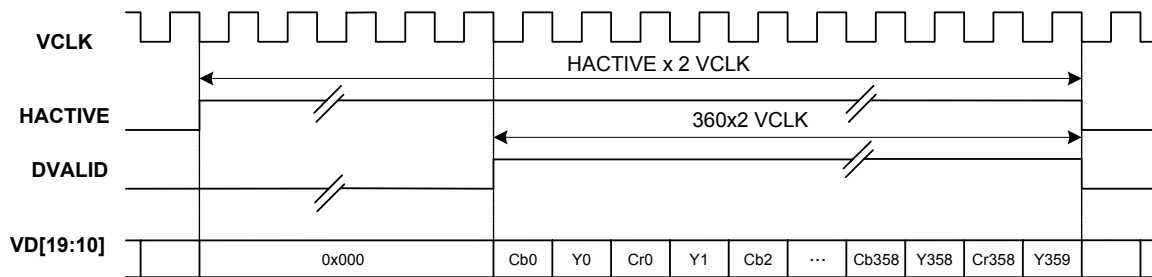 VCLK
HACTIVE x 2 VCLK
HACTIVE
360x2 VCLK
DVALID
VD[19:10] 0x000 Cb0 Y0 Cr0 Y1 Cb2 ... Cb358 Y358 Cr358 Y359